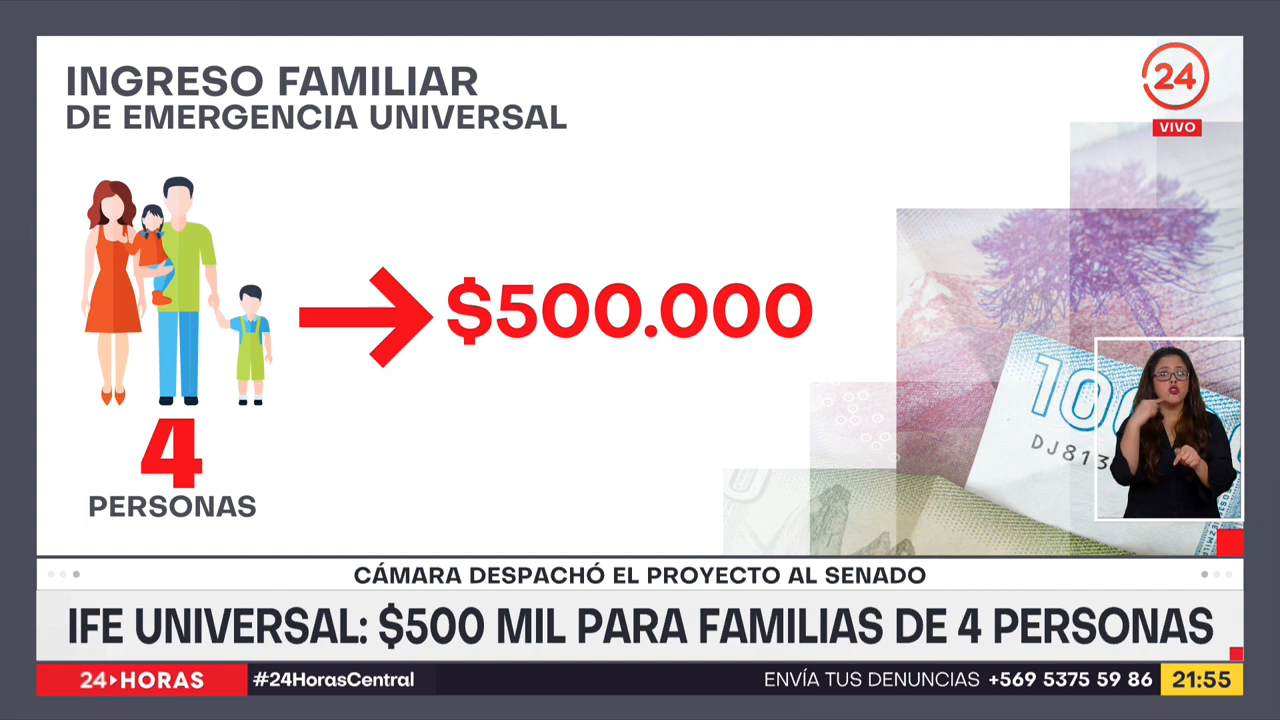 INGRESO FAMILIAR
DE EMERGENCIA UNIVERSAL
24
VIVO
$500.000
4
PERSONAS
DJ813
CÁMARA DESPACHÓ EL PROYECTO AL SENADO
IFE UNIVERSAL: $500 MIL PARA FAMILIAS DE 4 PERSONAS
24 HORAS
#24HorasCentral
ENVÍA TUS DENUNCIAS +569 5375 59 86
21:55